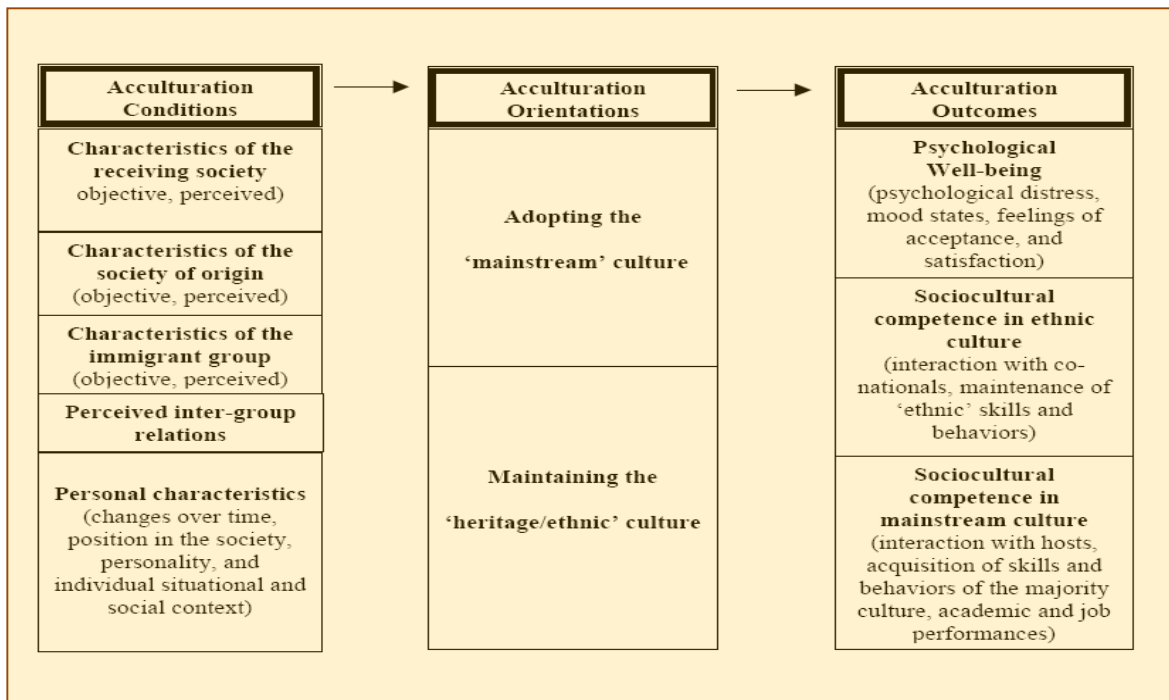 Acculturation
Conditions
Characteristics of the
receiving society
objective, perceived)
Characteristics of the
society of origin
(objective, perceived)
Characteristics of the
immigrant group
(objective, perceived)
Perceived inter-group
relations
Personal characteristics
(changes over time,
position in the society,
personality, and
individual situational and
social context)
Acculturation
Orientations
Adopting the
‘mainstream’ culture
Maintaining the
‘heritage/ethnic’ culture
Acculturation
Outcomes
Psychological
Well-being
(psychological distress,
mood states, feelings of
acceptance, and
satisfaction)
Sociocultural
competence in ethnic
culture
(interaction with co-
nationals, maintenance of
‘ethnic’ skills and
behaviors)
Sociocultural
competence in
mainstream culture
(interaction with hosts,
acquisition of skills and
behaviors of the majority
culture, academic and job
performances)